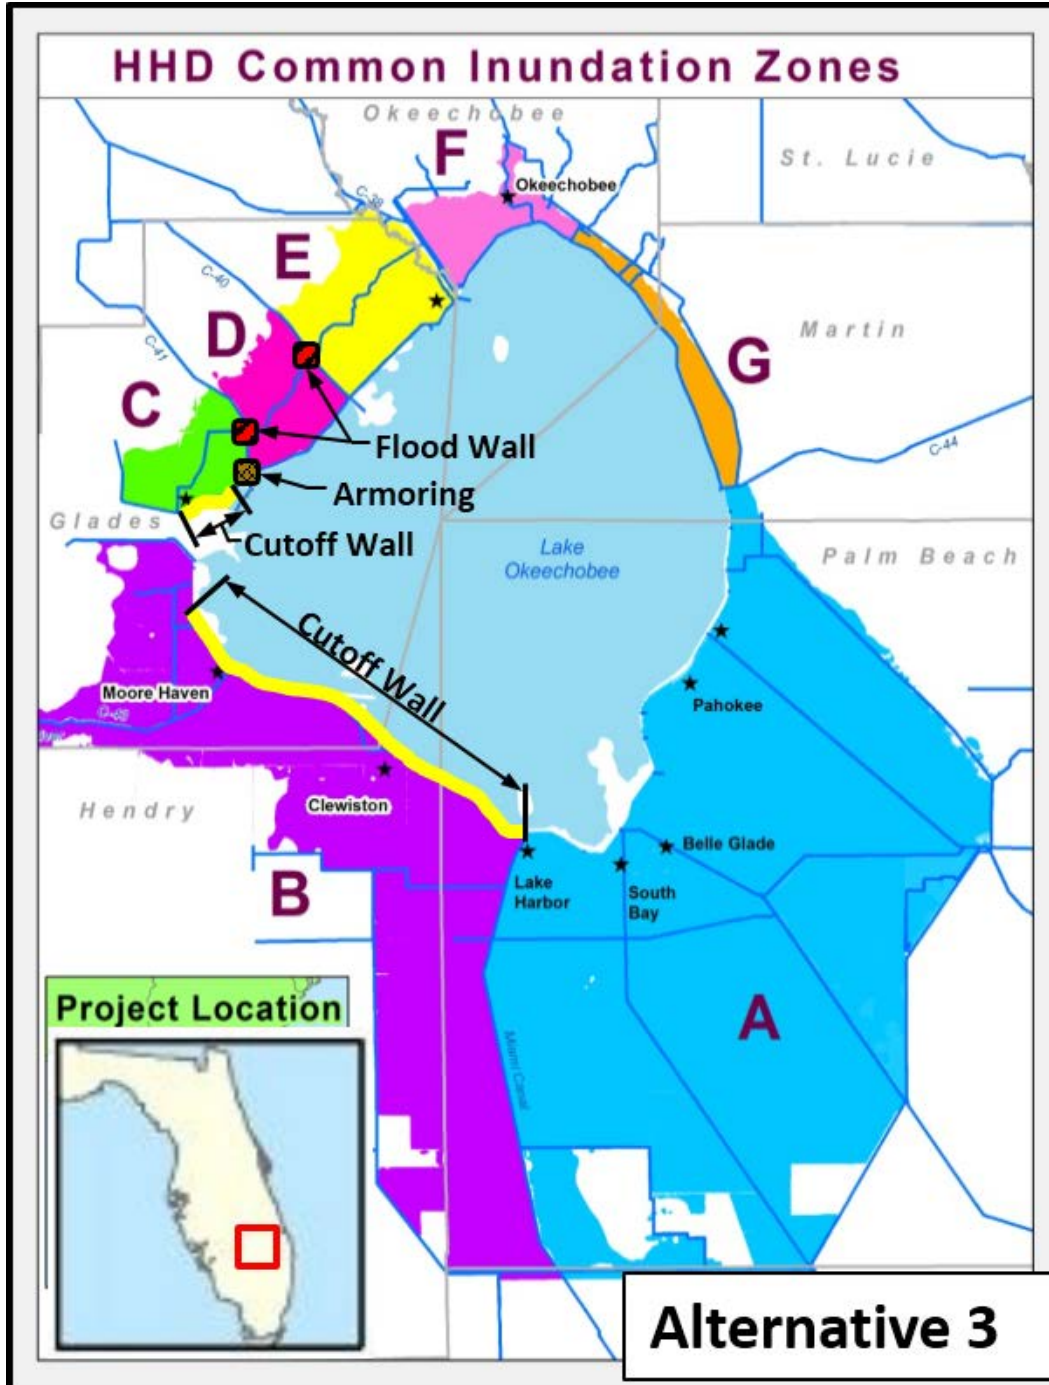 HHD Common Inundation Zones
Okeechobee
F
St. Lucie
Okeechobee
C-38
E
C-40
D
Martin
C-41
G
C
Flood Wall
C-44
Armoring
Glades
Cutoff Wall
Lake
Okeechobee
Palm Beach
Cutoff Wall
Moore Haven
Pahokee
C-43
Hendry
Clewiston
Belle Glade
B
Lake
Harbor
South
Bay
Project Location
A
Miami Canal
Alternative 3